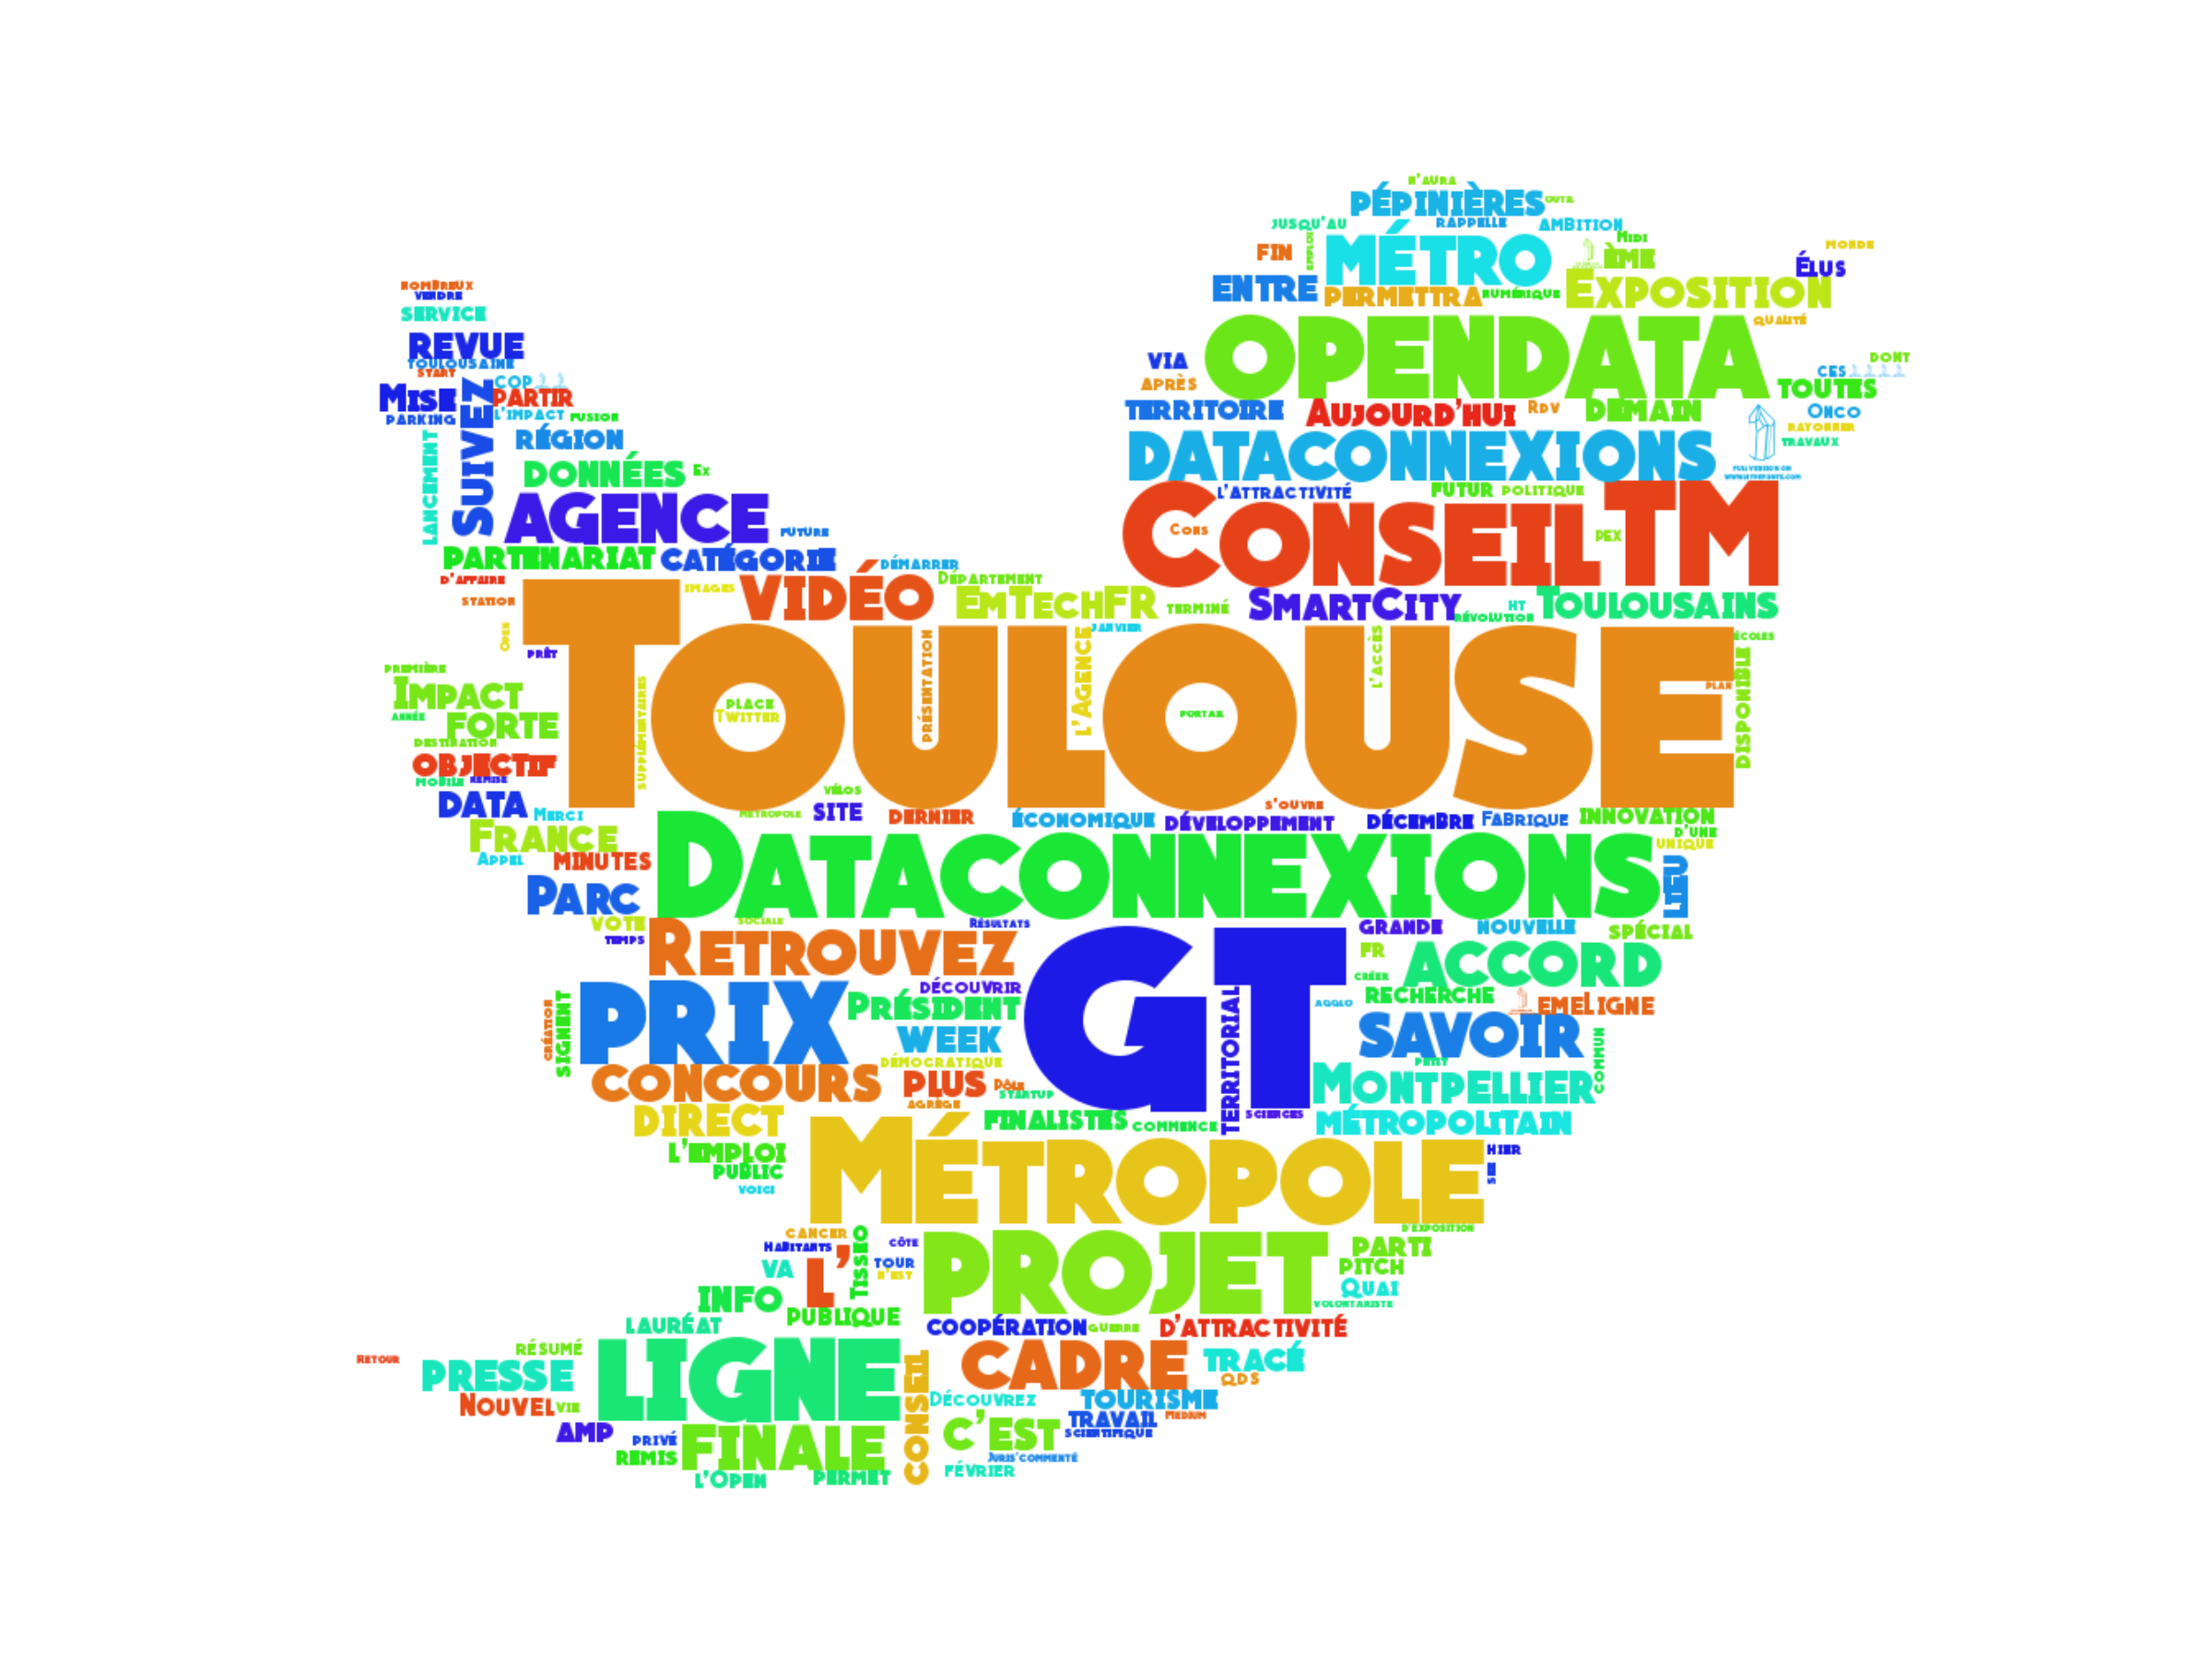 N'AURA
PÉPINIÈRES OUTIL
JUSQU'AU RAPPELLE AMBITION
FIN EMPLOI MÉTRO ÈME MIDI MONDE
ÉLUS
NOMBREUX
VENDRE
SERVICE
ENTRE PERMETTRA NUMÉRIQUE EXPOSITION
QUALITÉ
REVUE
TOULOUSAINE
START
VIA OPENDATA DONT
APRÈS CES
TOUTES
MISE SUIVEZ COP
PARTIR
PARKING L'IMPACT FUSION
TERRITOIRE AUJOURD'HUI RDV DEMAIN ONCO
RAYONNER
TRAVAUX
LANCEMENT RÉGION
DATACONNEXIONS
FULL VERSION ON
DONNÉES EX
AGENCE FUTURE
L'ATTRACTIVITÉ FUTUR POLITIQUE
CONSEIL CONS PEX TM
PARTENARIAT CATÉGORIE
D'AFFAIRE IMAGES VIDÉO DÉMARRER
DÉPARTEMENT
STATION EMTECHFR TERMINÉ SMARTCITY HT TOULOUSAINS
RÉVOLUTION
OPEN PRÊT JANVIER ÉCOLES
TOULOUSE
PLACE
TWITTER
PRÉSENTATION
L'AGENCE
PORTAIL
L'ACCÈS
PLAN
DISPONIBLE
SUPPLÉMENTAIRES
PREMIÈRE
IMPACT
ANNÉE FORTE
DESTINATION
OBJECTIF
MOBILE REMISE
DATA MERCI
VÉLOS
METROPOLE SITE DERNIER ÉCONOMIQUE S'OUVRE
DÉVELOPPEMENT DÉCEMBRE FABRIQUE INNOVATION
D'UNE
UNIQUE
FRANCE
APPEL MINUTES
DATACONNEXIONS
PARC
VOTE SOCIALE RÉSULTATS GRANDE NOUVELLE SPÉCIAL
TEMPS
RETROUVEZ GT FR ACCORD
CRÉER
DÉCOUVRIR RECHERCHE
CRÉATION SIGNENT PRIX PRÉSIDENT AGGLO EMELIGNE
WEEK TERRITORIAL SAVOIR COMMUN
DÉMOCRATIQUE PETIT
CONCOURS PLUS PÔLE MONTPELLIER
STARTUP
AGRÈGE
DIRECT FINALISTES COMMENCE SCIENCES MÉTROPOLITAIN
L'EMPLOI MÉTROPOLE HIER
PUBLIC
VOICI
D'EXPOSITION
CANCER
HABITANTS CÔTE PROJET PARTI
VA L' TISSEO TOUR PITCH
N'EST QUAI
INFO VOLONTARISTE
PUBLIQUE
LAURÉAT COOPÉRATION GUERRE D'ATTRACTIVITÉ
RETOUR RÉSUMÉ
PRESSE LIGNE CONSEIL CADRE TRACÉ
QDS
NOUVEL VIE DÉCOUVREZ TOURISME
TRAVAIL MEDIUM
AMP PRIVÉ FINALE C'EST SCIENTIFIQUE
REMIS JURIS'COMMENTÉ
L'OPEN PERMET FÉVRIER